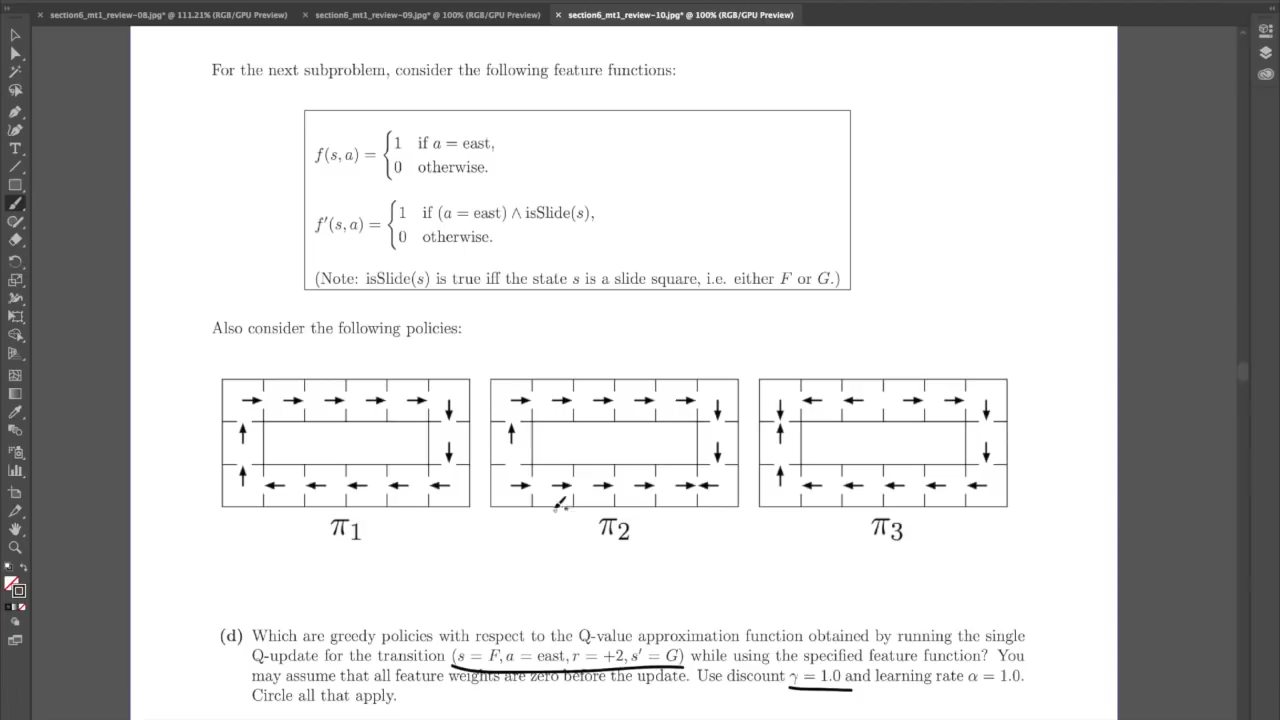 section6_mt1_review-08.jpg* @ 111.21% (RGB/GPU Preview) section6_mt1_review-09.jpg* @ 100% (RGB/GPU Preview) section6_mt1_review-10.jpg* @ 100% (RGB/GPU Preview)
For the next subproblem, consider the following feature functions:
f(s, a) = { 1 if a = east,
0 otherwise.
f′(s, a) = { 1 if (a = east) ∧ isSlide(s),
0 otherwise.
(Note: isSlide(s) is true iff the state s is a slide square, i.e. either F or G.)
Also consider the following policies:
π1 π2 π3
(d) Which are greedy policies with respect to the Q-value approximation function obtained by running the single
Q-update for the transition (s = F, a = east, r = +2, s′ = G) while using the specified feature function? You
may assume that all feature weights are zero before the update. Use discount γ = 1.0 and learning rate α = 1.0.
Circle all that apply.